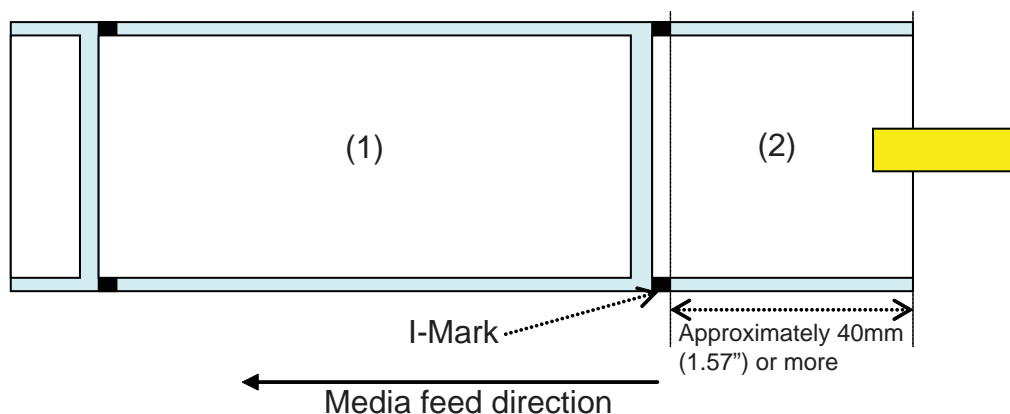 (1)
(2)
I-Mark
Approximately 40mm
(1.57”) or more
Media feed direction